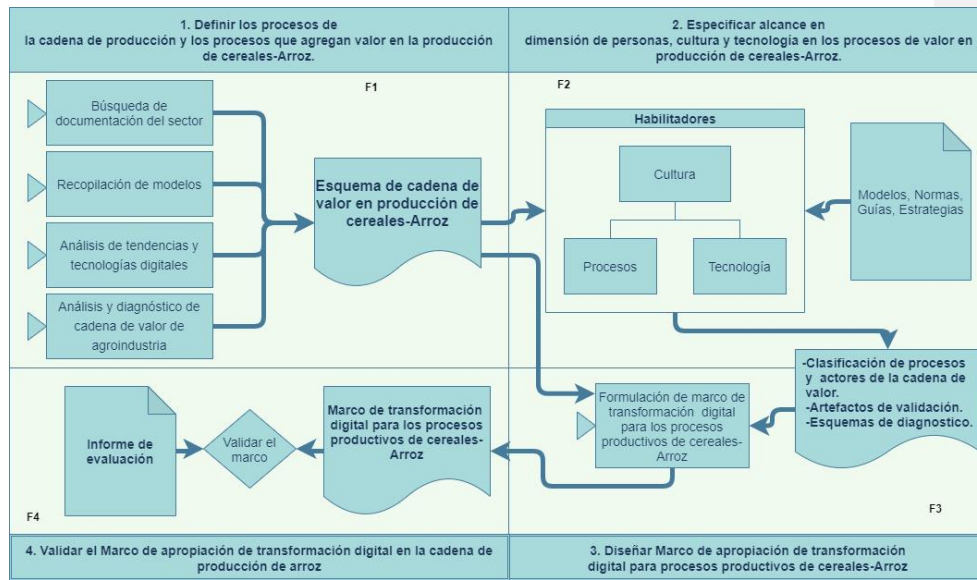 1. Definir los procesos de
la cadena de producción y los procesos que agregan valor en la producción
de cereales-Arroz.
2. Especificar alcance en
dimensión de personas, cultura y tecnología en los procesos de valor en
producción de cereales-Arroz.
F1
Búsqueda de
documentación del sector
Recopilación de modelos
Análisis de tendencias y
tecnologías digitales
Análisis y diagnóstico de
cadena de valor de
agroindustria
Esquema de cadena de
valor en producción de
cereales-Arroz
F2
Habilitadores
Cultura
Procesos
Tecnología
Modelos, Normas,
Guías, Estrategias
-Clasificación de procesos
y actores de la cadena de
valor.
-Artefactos de validación.
-Esquemas de diagnostico.
Formulación de marco de
transformación digital
para los procesos
productivos de cereales-
Arroz
F3
Marco de transformación
digital para los procesos
productivos de cereales-
Arroz
Validar el
marco
Informe de
evaluación
F4
4. Validar el Marco de apropiación de transformación digital en la cadena de
producción de arroz
3. Diseñar Marco de apropiación de transformación
digital para procesos productivos de cereales-Arroz